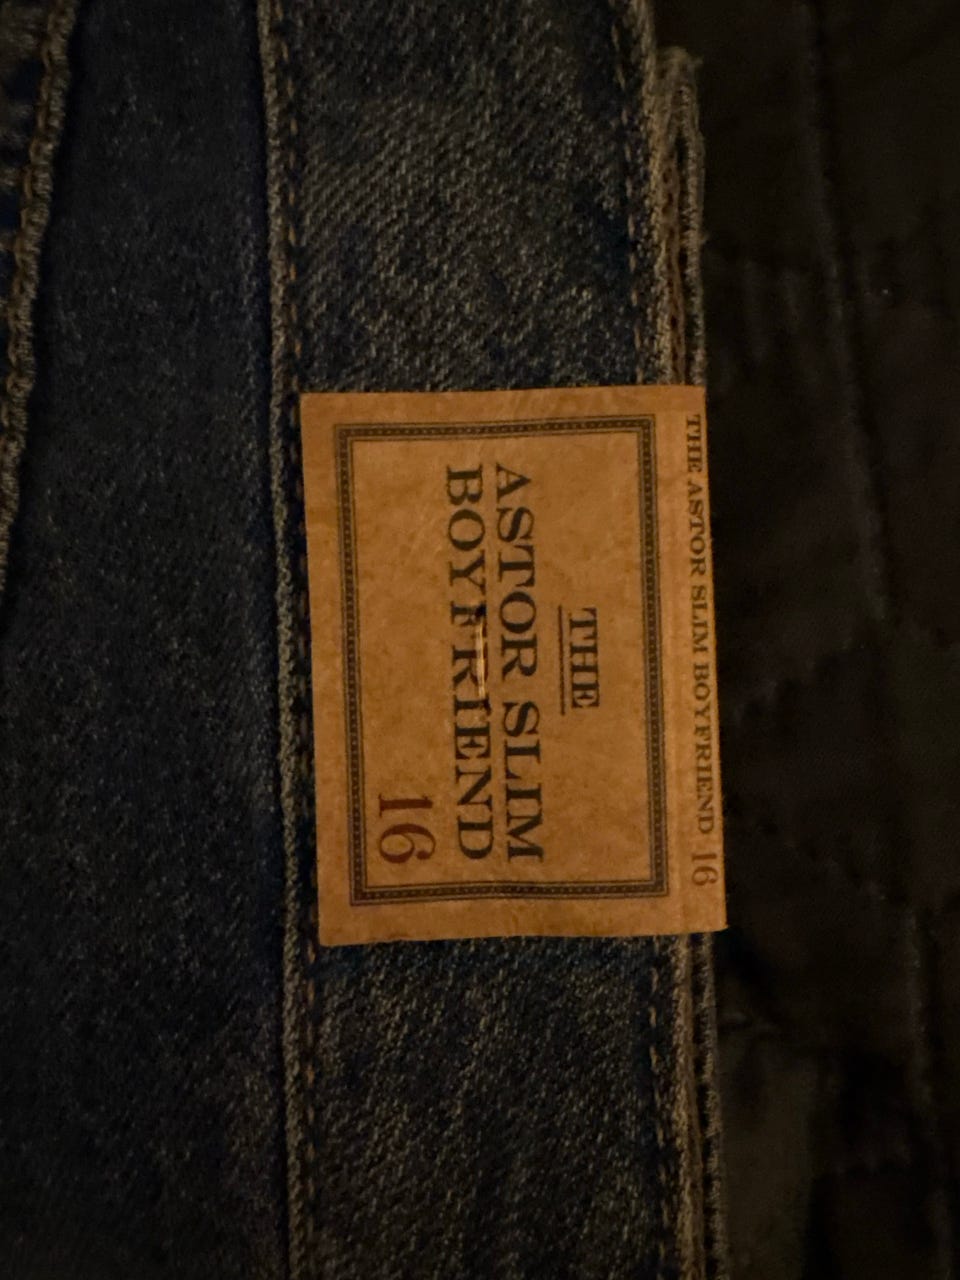 THE ASTOR SLIM BOYFRIEND 16
THE
ASTOR SLIM
BOYFRIEND
16